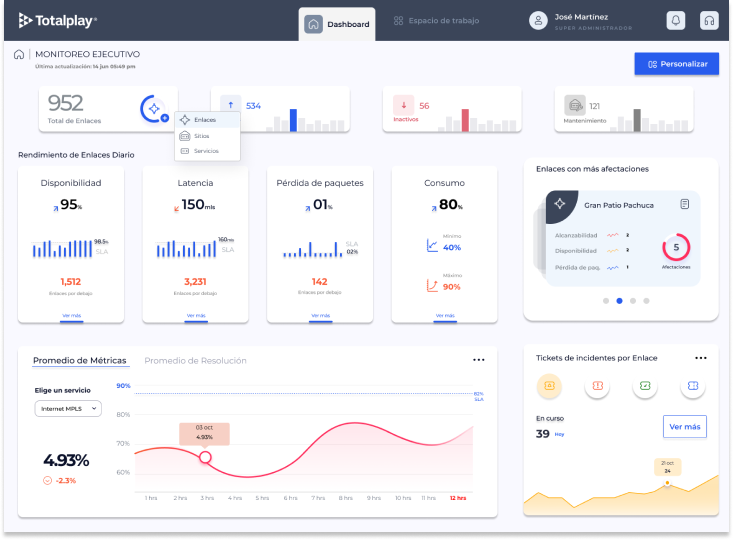 Totalplay
Dashboard
Espacio de trabajo
José Martínez
SUPER ADMINISTRADOR
MONITOREO EJECUTIVO
Última actualización 14 jun 05:49 pm
Personalizar
952
Total de Enlaces
Enlaces
Sitios
Servicios
534
56
Inactivos
121
Mantenimiento
Rendimiento de Enlaces Diario
Disponibilidad
95%
98.5%
SLA
1,512
Enlaces por debajo
Ver más
Latencia
150mls
160mls
SLA
3,231
Enlaces por debajo
Ver más
Pérdida de paquetes
01%
SLA
02%
142
Enlaces por debajo
Ver más
Consumo
80%
Mínimo
40%
Máximo
90%
Ver más
Enlaces con más afectaciones
Gran Patio Pachuca
Alcanzabilidad 2
Disponibilidad 2
Pérdida de paq. 1
5
Afectaciones
Promedio de Métricas
Promedio de Resolución
Elige un servicio
Internet MPLS
4.93%
-2.3%
90%
80%
70%
60%
82%
SLA
03 oct
4.93%
1 hrs 2 hrs 3 hrs 4 hrs 5 hrs 6 hrs 7 hrs 8 hrs 9 hrs 10 hrs 11 hrs 12 hrs
Tickets de incidentes por Enlace
En curso
39 Hoy
Ver más
21 oct
24